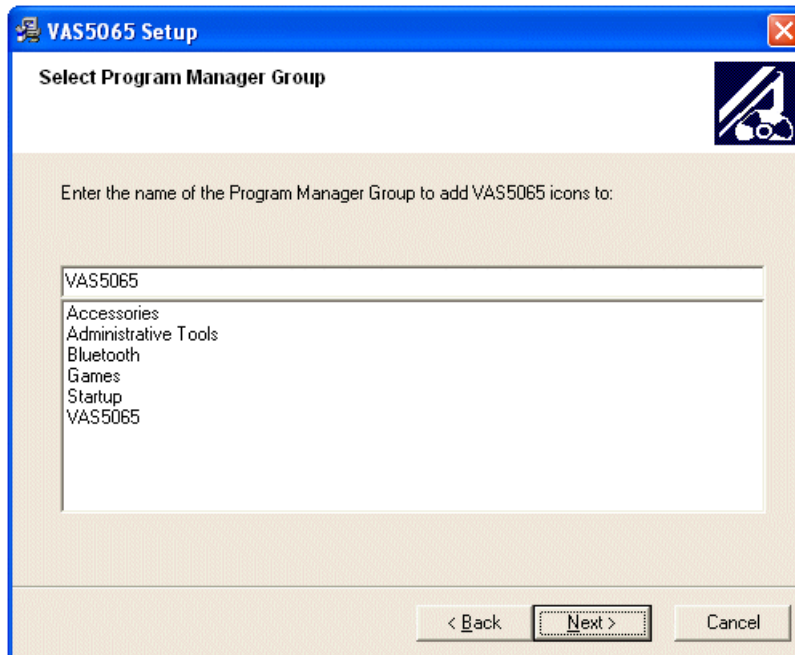 VAS5065 Setup
Select Program Manager Group
Enter the name of the Program Manager Group to add VAS5065 icons to:
VAS5065
Accessories
Administrative Tools
Bluetooth
Games
Startup
VAS5065
< Back
Next >
Cancel